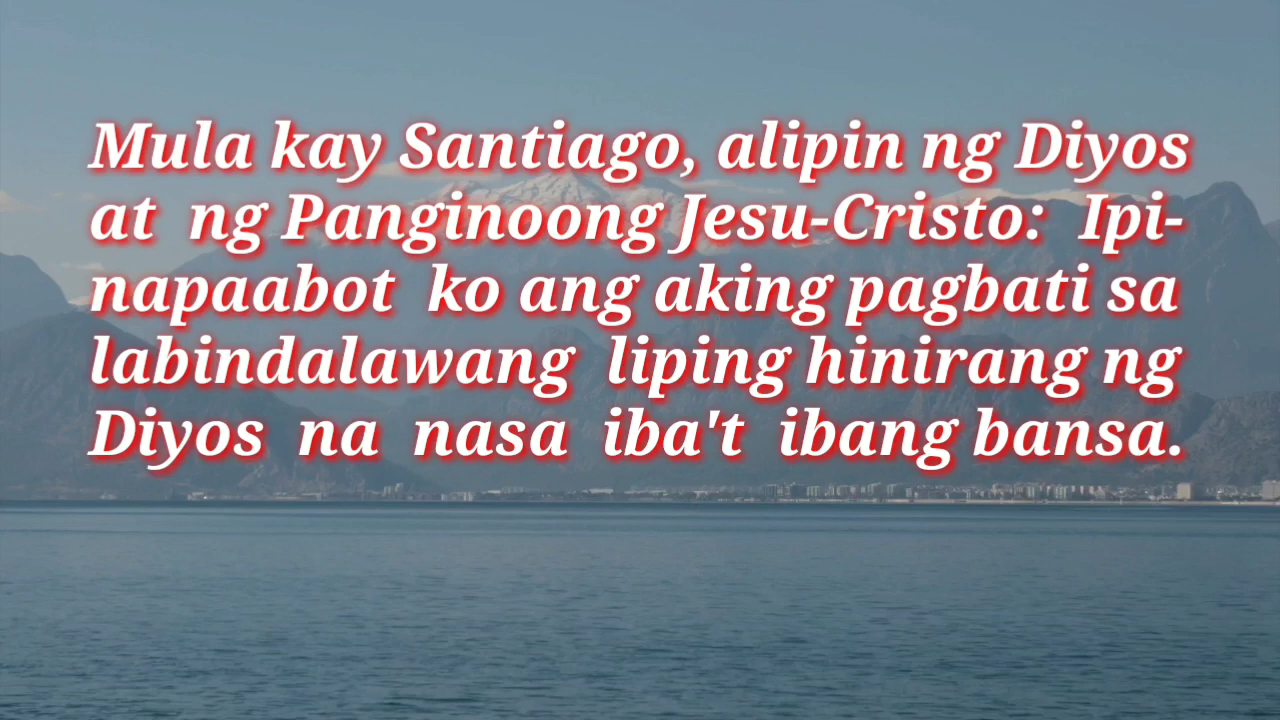 Mula kay Santiago, alipin ng Diyos
at ng Panginoong Jesu-Cristo: Ipi-
napaabot ko ang aking pagbati sa
labindalawang liping hinirang ng
Diyos na nasa iba't ibang bansa.